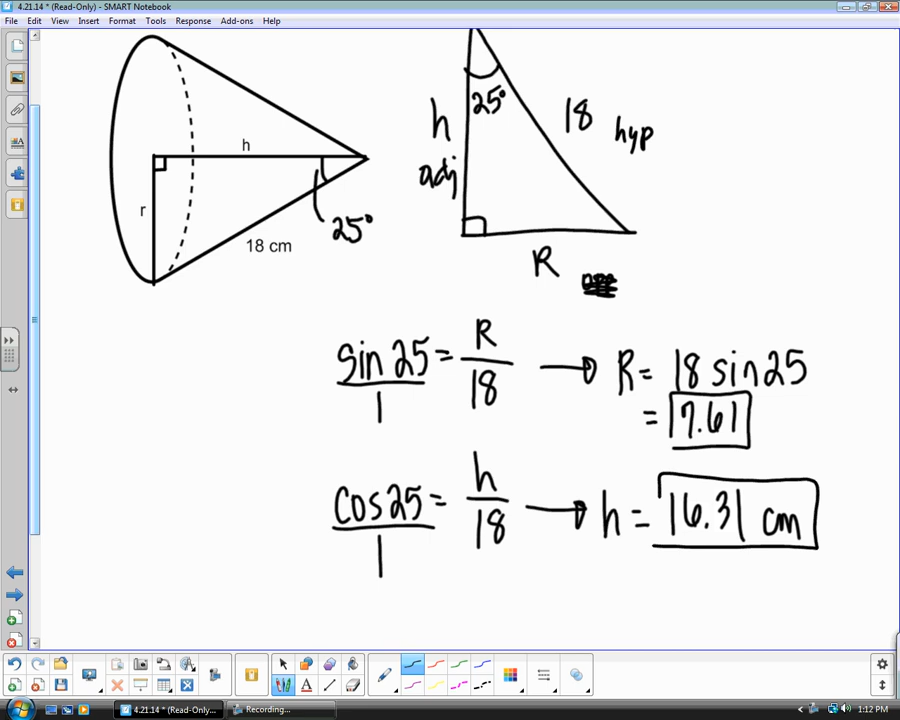 4.21.14 * (Read-Only) - SMART Notebook
File Edit View Insert Format Tools Response Add-ons Help
h
r
18 cm
25°
25°
h
adj
18 hyp
R
sin 25 = R → R = 18 sin 25
1 18
= 7.61
cos 25 = h → h = 16.31 cm
1 18
4.21.14 * (Read-Only)...
Recording...
1:12 PM